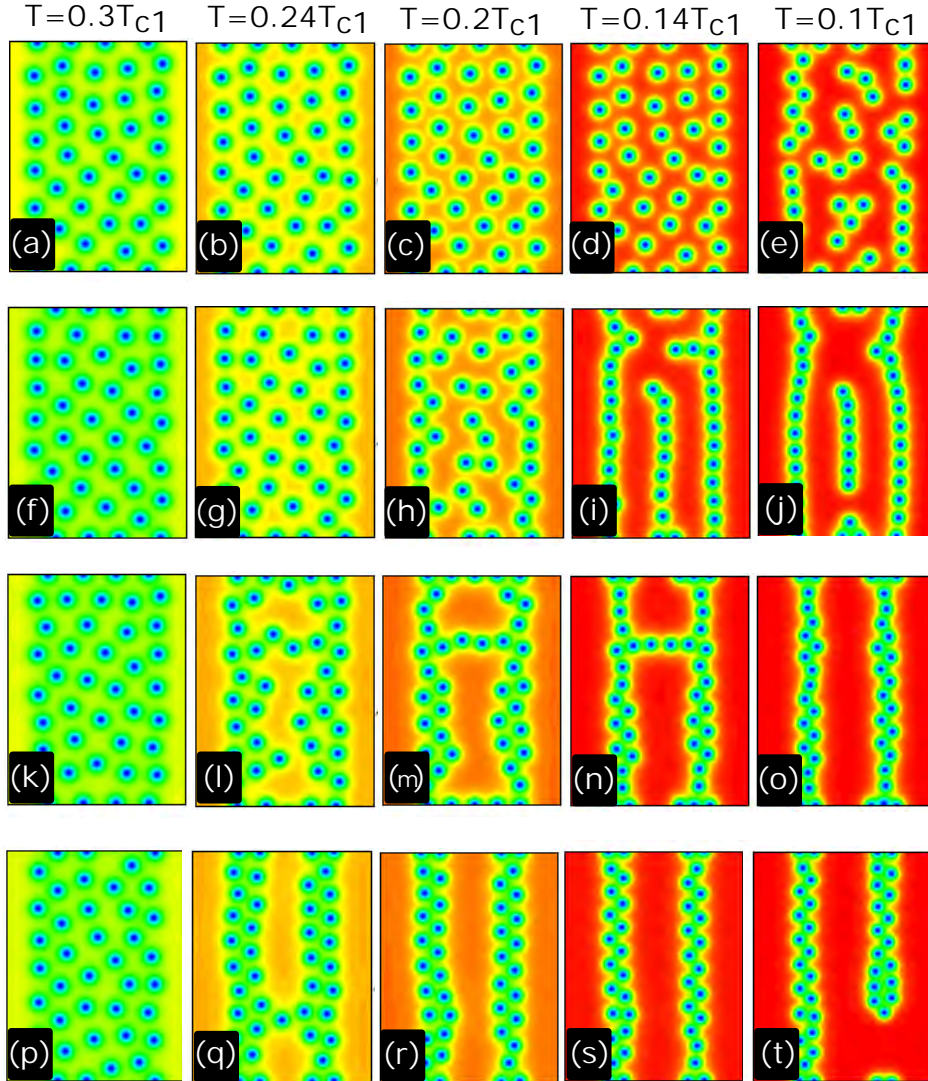 T=0.3TC1 T=0.24TC1 T=0.2TC1 T=0.14TC1 T=0.1TC1
(a) (b) (c) (d) (e)
(f) (g) (h) (i) (j)
(k) (l) (m) (n) (o)
(p) (q) (r) (s) (t)